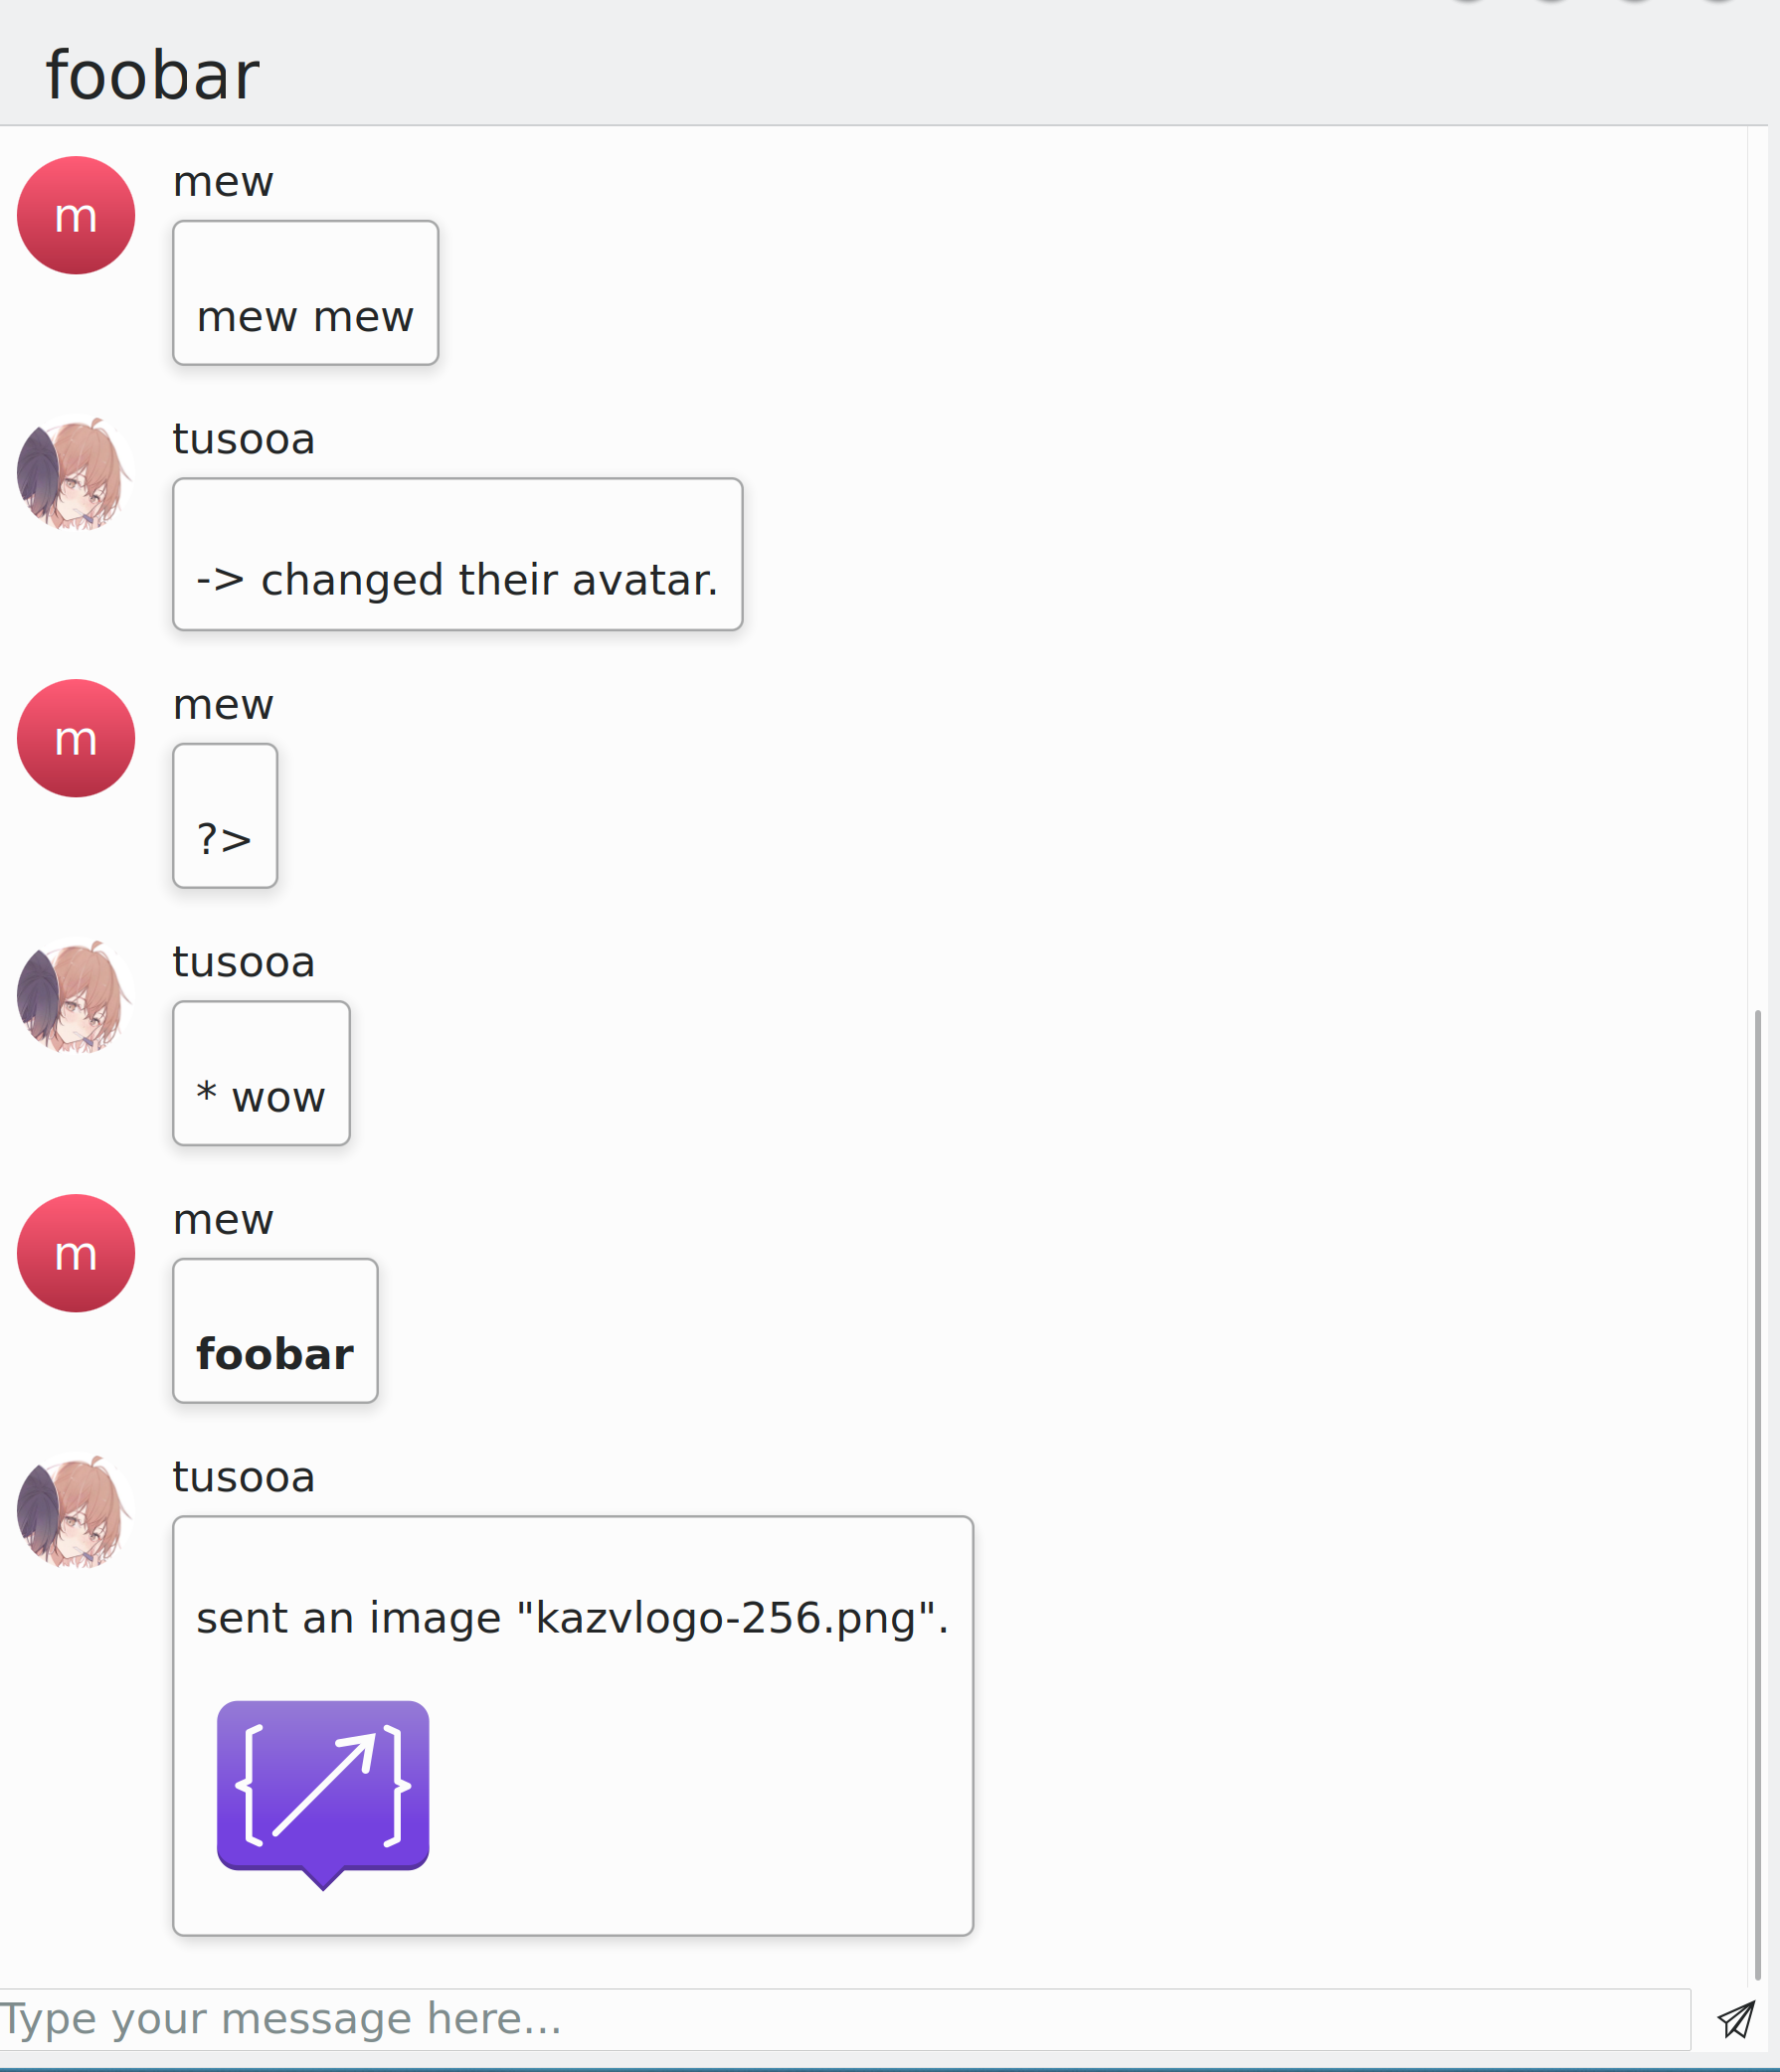 foobar
m
mew
mew mew
tusooa
-> changed their avatar.
m
mew
?>
tusooa
* wow
m
mew
foobar
tusooa
sent an image "kazvlogo-256.png".
Type your message here...